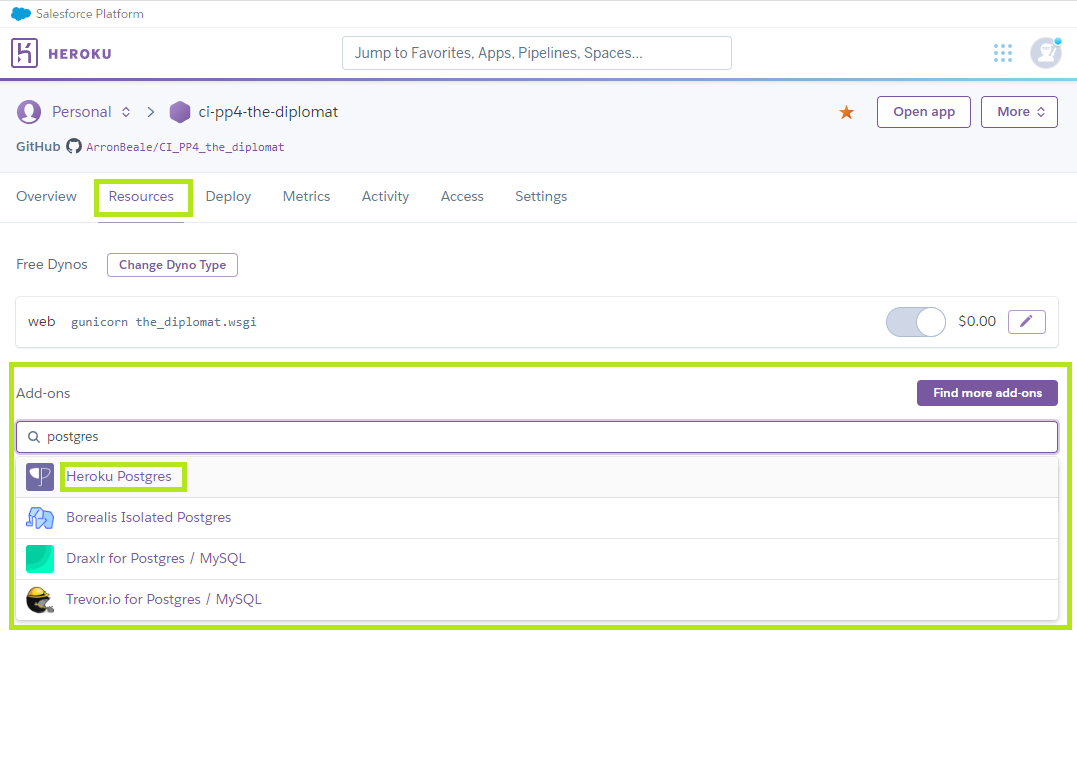 Salesforce Platform
HEROKU
Jump to Favorites, Apps, Pipelines, Spaces...
Personal ci-pp4-the-diplomat
Open app More
GitHub ArronBeale/CI_PP4_the_diplomat
Overview Resources Deploy Metrics Activity Access Settings
Free Dynos Change Dyno Type
web gunicorn the_diplomat.wsgi $0.00
Add-ons Find more add-ons
postgres
Heroku Postgres
Borealis Isolated Postgres
Draxlr for Postgres / MySQL
Trevor.io for Postgres / MySQL